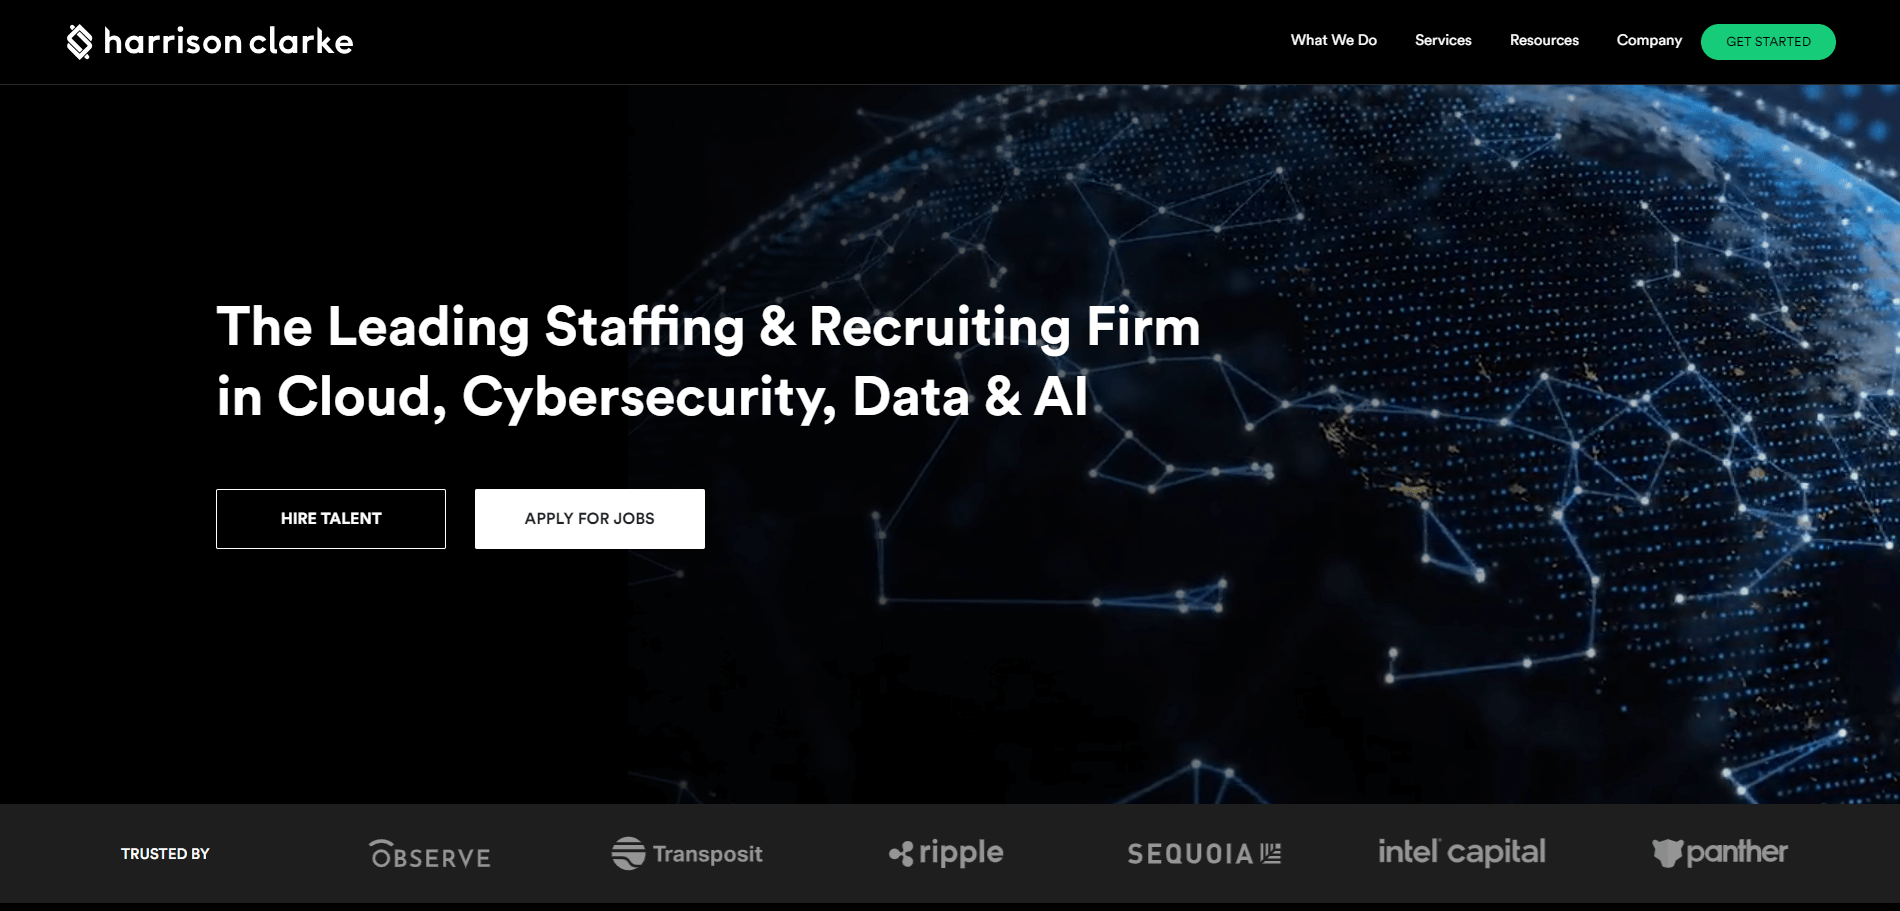 harrison clarke
What We Do
Services
Resources
Company
GET STARTED
The Leading Staffing & Recruiting Firm
in Cloud, Cybersecurity, Data & AI
HIRE TALENT
APPLY FOR JOBS
TRUSTED BY
OBSERVE
Transposit
ripple
SEQUOIA
intel capital
panther